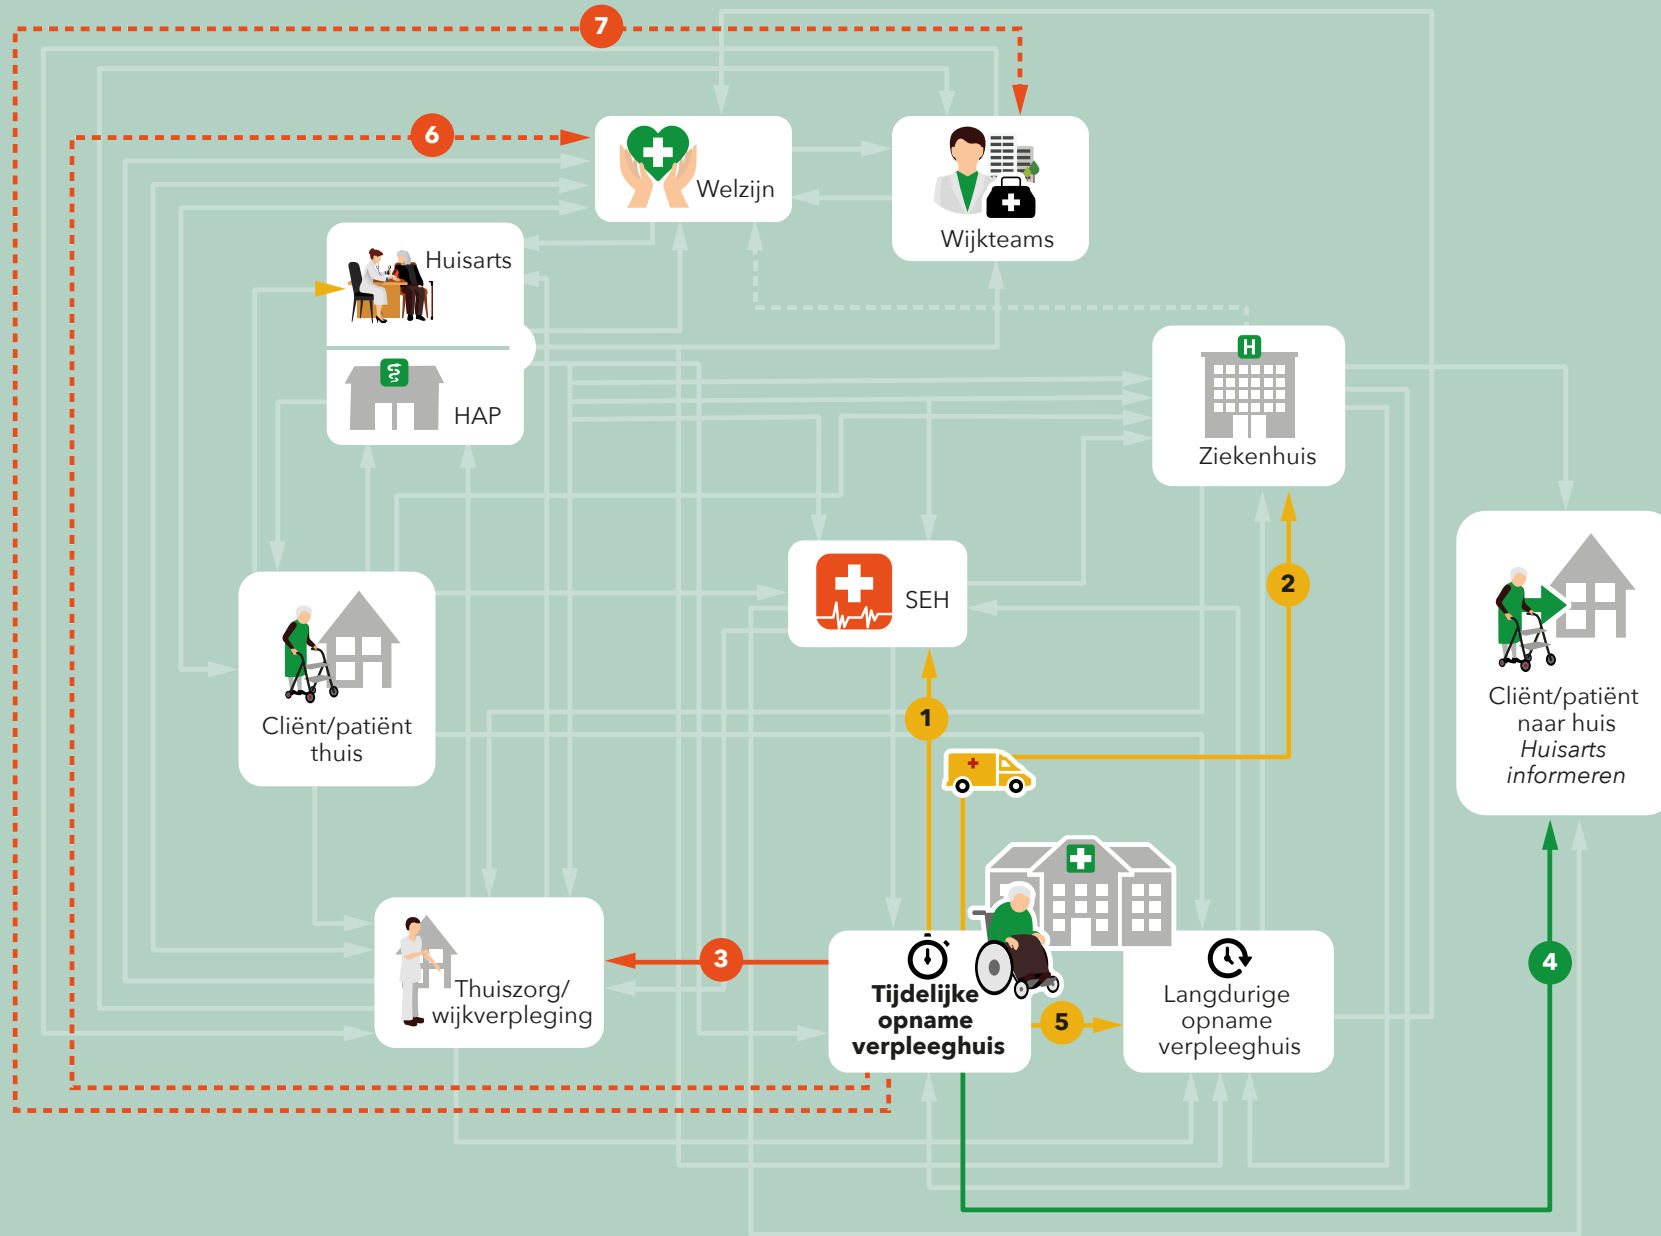 7
6
Welzijn
Wijkteams
Huisarts
HAP
H
Ziekenhuis
2
SEH
1
Cliënt/patiënt
thuis
Cliënt/patiënt
naar huis
Huisarts
informeren
3
4
Thuiszorg/
wijkverpleging
Tijdelijke
opname
verpleeghuis
5
Langdurige
opname
verpleeghuis